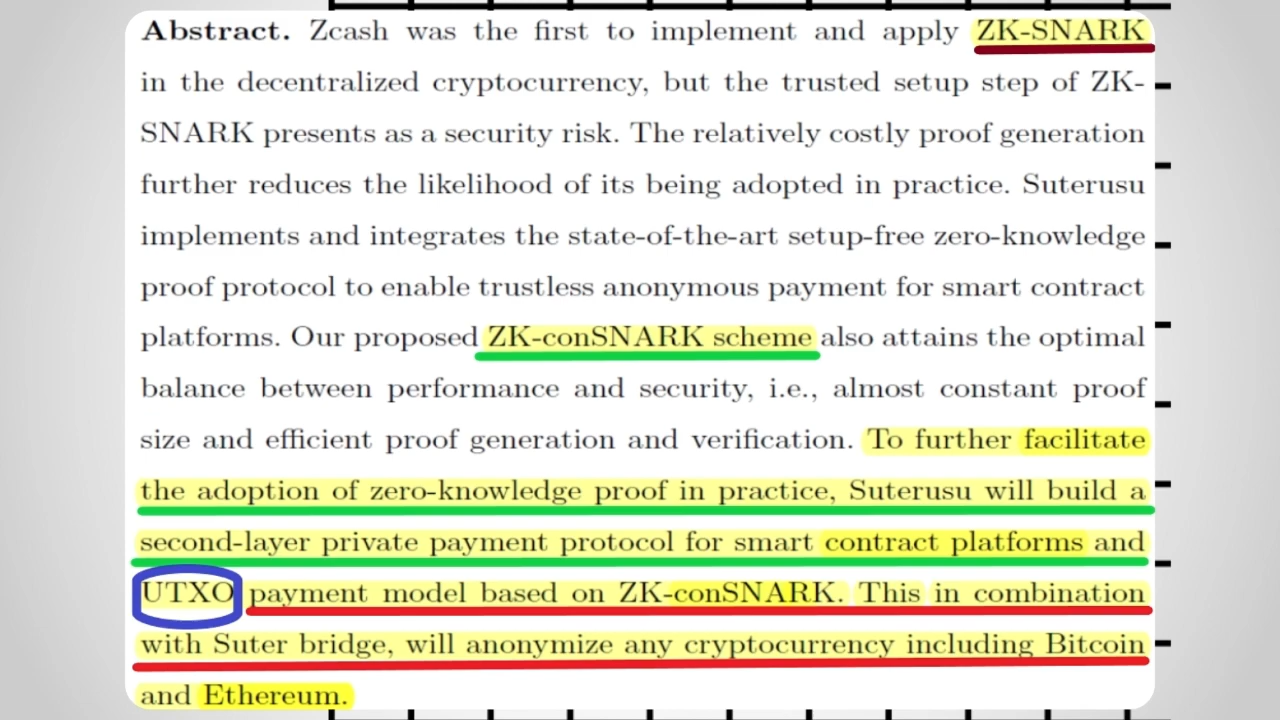 Abstract. Zcash was the first to implement and apply ZK-SNARK
in the decentralized cryptocurrency, but the trusted setup step of ZK-
SNARK presents as a security risk. The relatively costly proof generation
further reduces the likelihood of its being adopted in practice. Suterusu
implements and integrates the state-of-the-art setup-free zero-knowledge
proof protocol to enable trustless anonymous payment for smart contract
platforms. Our proposed ZK-conSNARK scheme also attains the optimal
balance between performance and security, i.e., almost constant proof
size and efficient proof generation and verification. To further facilitate
the adoption of zero-knowledge proof in practice, Suterusu will build a
second-layer private payment protocol for smart contract platforms and
UTXO payment model based on ZK-conSNARK. This in combination
with Suter bridge, will anonymize any cryptocurrency including Bitcoin
and Ethereum.